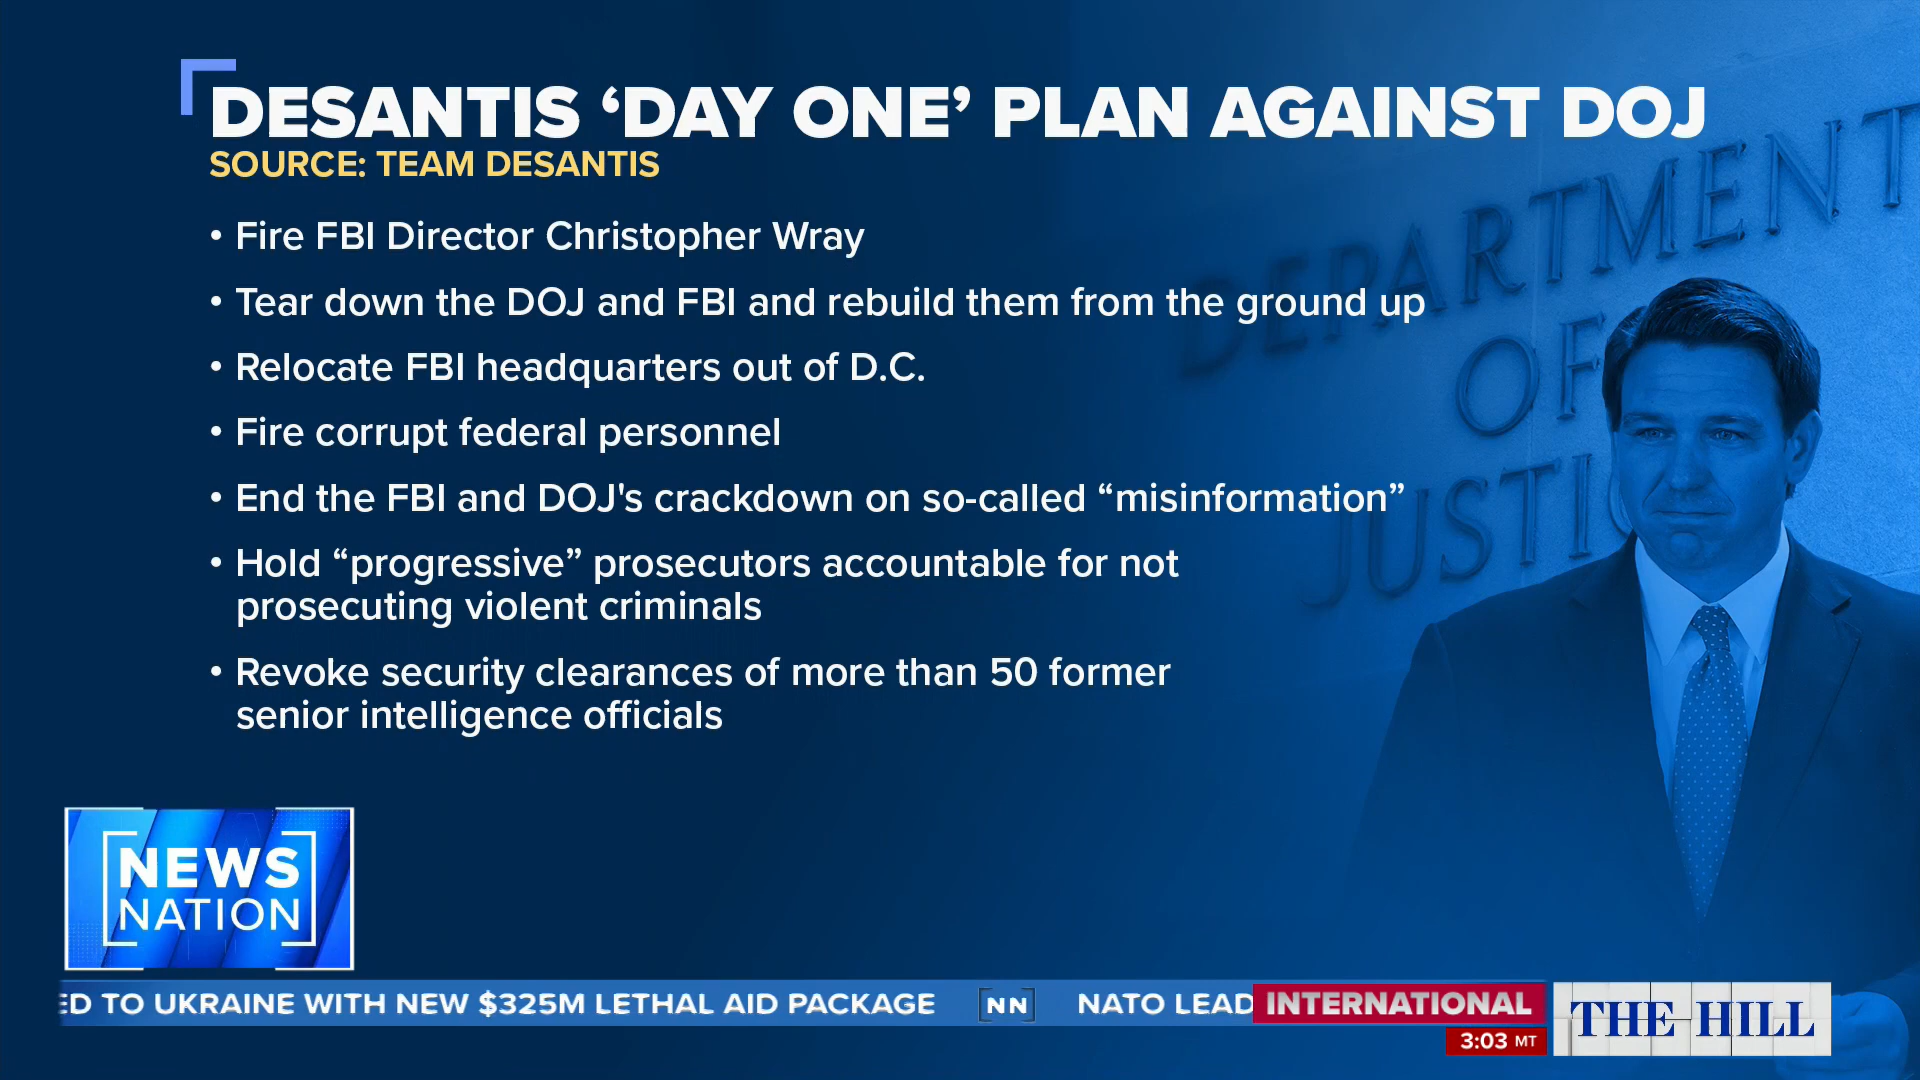 DESANTIS ‘DAY ONE’ PLAN AGAINST DOJ
SOURCE: TEAM DESANTIS
• Fire FBI Director Christopher Wray
• Tear down the DOJ and FBI and rebuild them from the ground up
• Relocate FBI headquarters out of D.C.
• Fire corrupt federal personnel
• End the FBI and DOJ's crackdown on so-called “misinformation”
• Hold “progressive” prosecutors accountable for not
prosecuting violent criminals
• Revoke security clearances of more than 50 former
senior intelligence officials
DEPARTMENT
OF
JUSTIC
NEWS
NATION
ED TO UKRAINE WITH NEW $325M LETHAL AID PACKAGE [NN] NATO LEAD
INTERNATIONAL
3:03 MT
THE HILL